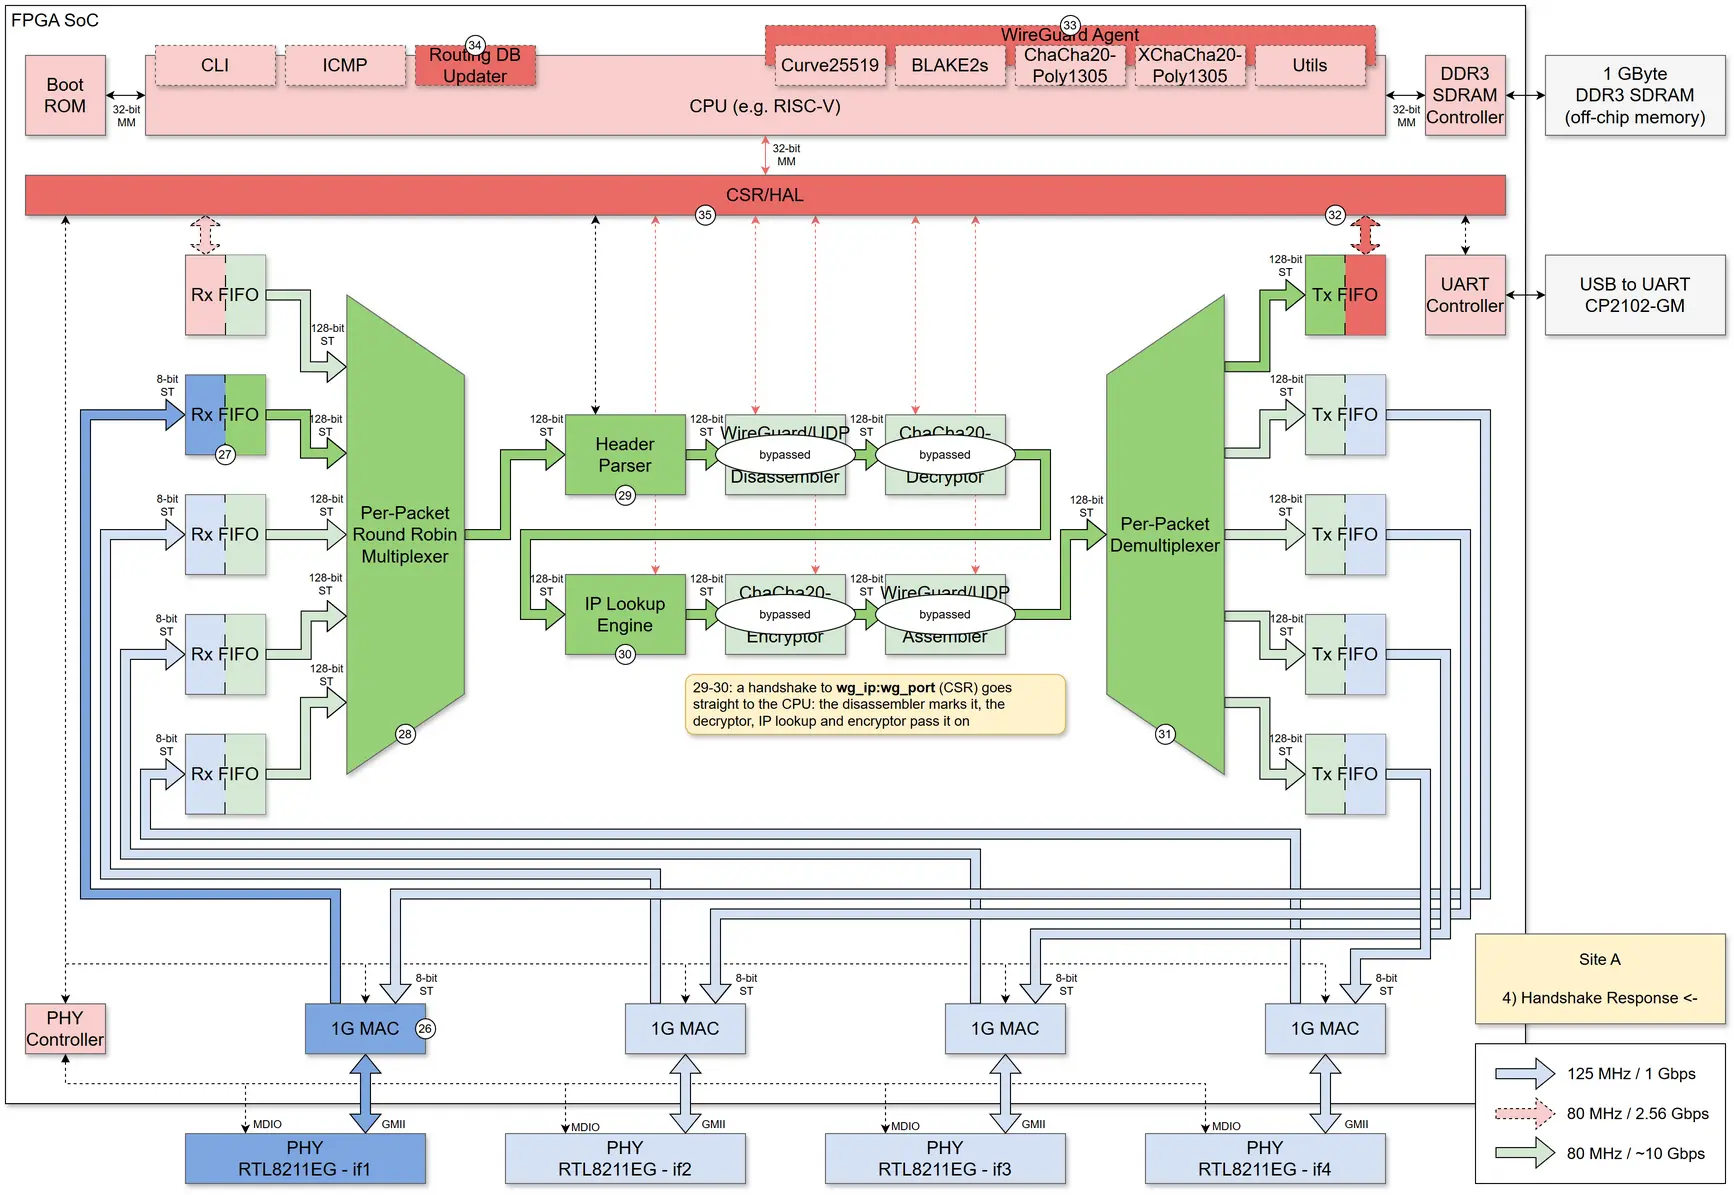 FPGA SoC
33
WireGuard Agent
34
CLI
ICMP
Routing DB
Updater
Curve25519
BLAKE2s
ChaCha20-
Poly1305
XChaCha20-
Poly1305
Utils
Boot
ROM
32-bit
MM
CPU (e.g. RISC-V)
32-bit
MM
DDR3
SDRAM
Controller
1 GByte
DDR3 SDRAM
(off-chip memory)
32-bit
MM
CSR/HAL
35
32
Rx FIFO
128-bit
ST
128-bit
ST
Tx FIFO
UART
Controller
USB to UART
CP2102-GM
8-bit
ST
Rx FIFO
27
128-bit
ST
128-bit
ST
Header
Parser
29
128-bit
ST
WireGuard/UDP
bypassed
Disassembler
128-bit
ST
ChaCha20-
bypassed
Decryptor
128-bit
ST
Tx FIFO
8-bit
ST
Rx FIFO
128-bit
ST
Per-Packet
Round Robin
Multiplexer
28
128-bit
ST
Per-Packet
Demultiplexer
31
128-bit
ST
Tx FIFO
128-bit
ST
IP Lookup
Engine
30
128-bit
ST
ChaCha20-
bypassed
Encryptor
128-bit
ST
WireGuard/UDP
bypassed
Assembler
8-bit
ST
Rx FIFO
128-bit
ST
128-bit
ST
Tx FIFO
29-30: a handshake to wg_ip:wg_port (CSR) goes
straight to the CPU: the disassembler marks it, the
decryptor, IP lookup and encryptor pass it on
8-bit
ST
Rx FIFO
128-bit
ST
128-bit
ST
Tx FIFO
Site A
4) Handshake Response <-
PHY
Controller
1G MAC
26
8-bit
ST
1G MAC
8-bit
ST
1G MAC
8-bit
ST
1G MAC
8-bit
ST
125 MHz / 1 Gbps
80 MHz / 2.56 Gbps
80 MHz / ~10 Gbps
MDIO
GMII
MDIO
GMII
MDIO
GMII
MDIO
GMII
PHY
RTL8211EG - if1
PHY
RTL8211EG - if2
PHY
RTL8211EG - if3
PHY
RTL8211EG - if4